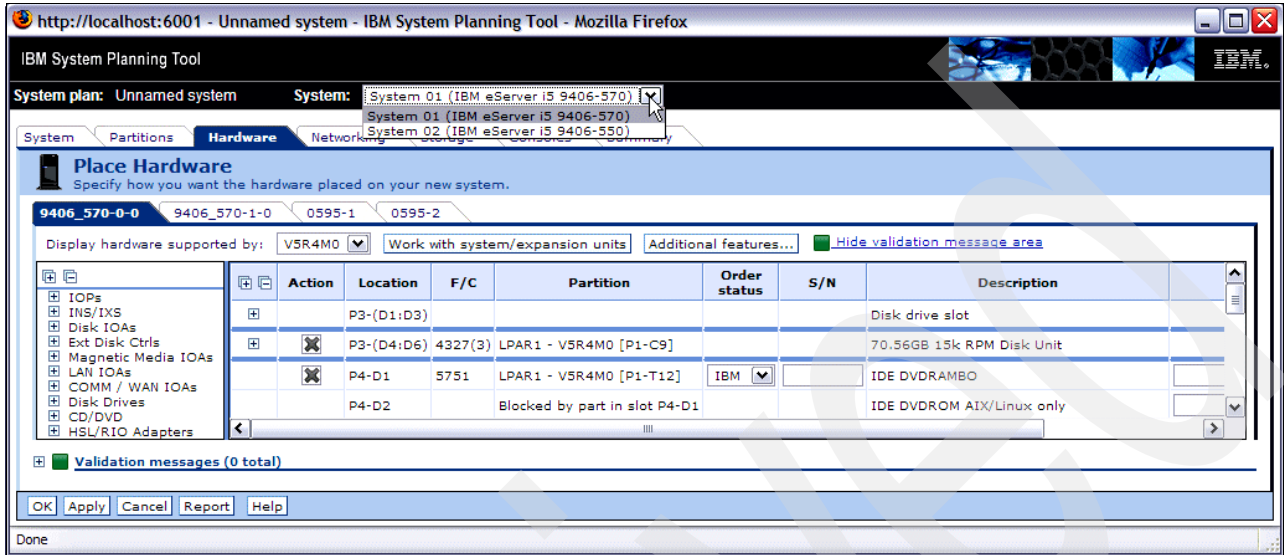 http://localhost:6001 - Unnamed system - IBM System Planning Tool - Mozilla Firefox
IBM System Planning Tool
IBM.
System plan: Unnamed system System: System 01 (IBM eServer i5 9406-570)
System 01 (IBM eServer i5 9406-570)
System 02 (IBM eServer i5 9406-550)
System Partitions Hardware Networking Storage Consoles Summary
Place Hardware
Specify how you want the hardware placed on your new system.
9406_570-0-0 9406_570-1-0 0595-1 0595-2
Display hardware supported by: V5R4M0 Work with system/expansion units Additional features... Hide validation message area
IOPs
INS/IXS
Disk IOAs
Ext Disk Ctrls
Magnetic Media IOAs
LAN IOAs
COMM / WAN IOAs
Disk Drives
CD/DVD
HSL/RIO Adapters
Action Location F/C Partition Order status S/N Description
P3-(D1:D3) Disk drive slot
P3-(D4:D6) 4327(3) LPAR1 - V5R4M0 [P1-C9] 70.56GB 15k RPM Disk Unit
P4-D1 5751 LPAR1 - V5R4M0 [P1-T12] IBM IDE DVDRAMBO
P4-D2 Blocked by part in slot P4-D1 IDE DVDROM AIX/Linux only
Validation messages (0 total)
OK Apply Cancel Report Help
Done